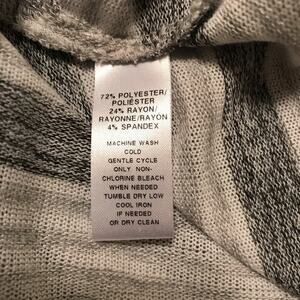 72% POLYESTER/
POLIÉSTER
24% RAYON/
RAYONNE/RAYON
4% SPANDEX
MACHINE WASH
COLD
GENTLE CYCLE
ONLY NON-
CHLORINE BLEACH
WHEN NEEDED
TUMBLE DRY LOW
COOL IRON
IF NEEDED
OR DRY CLEAN